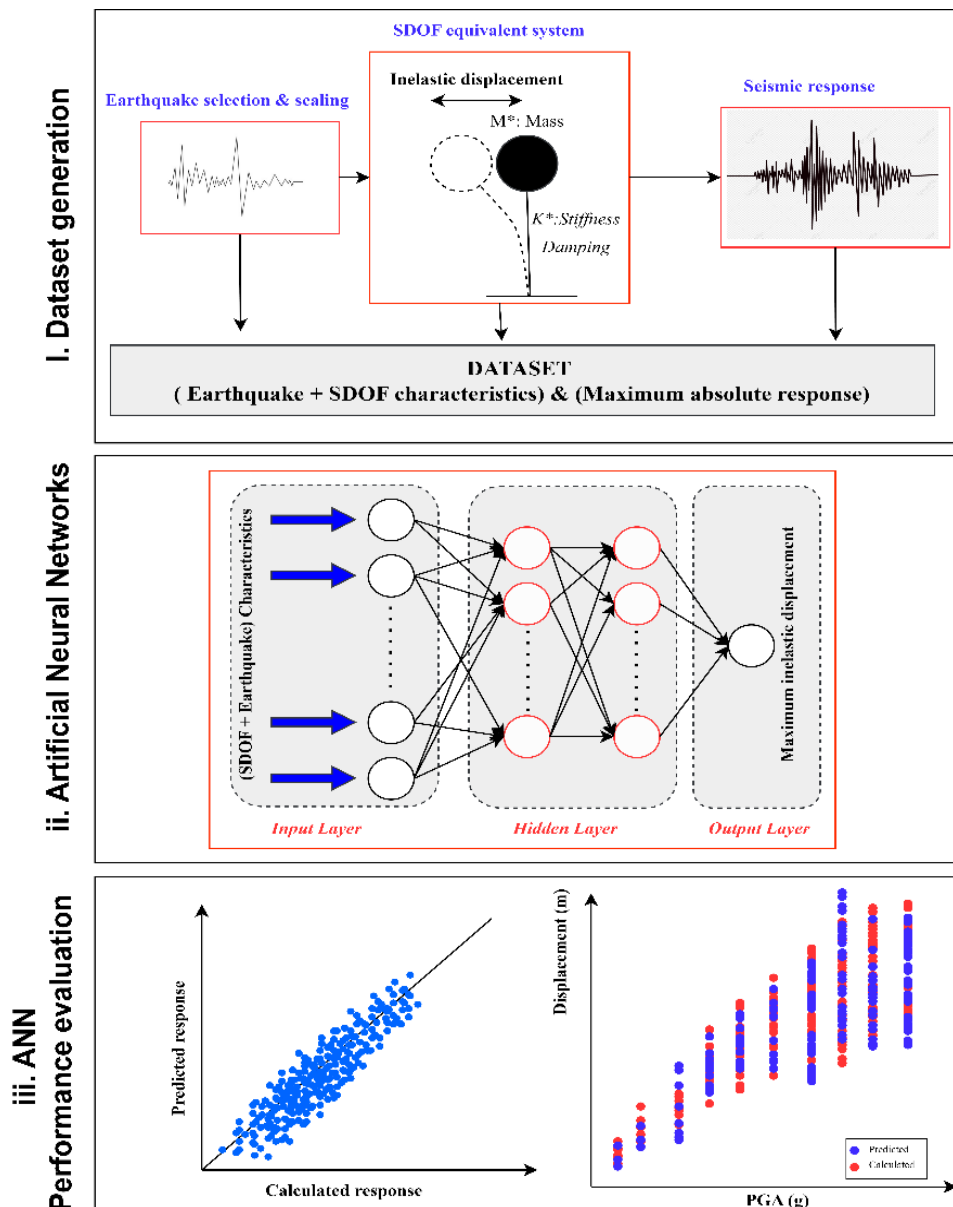 I. Dataset generation
SDOF equivalent system
Earthquake selection & scaling
Inelastic displacement
M*: Mass
Seismic response
K*:Stiffness
Damping
DATASET
( Earthquake + SDOF characteristics) & (Maximum absolute response)
ii. Artificial Neural Networks
(SDOF + Earthquake) Characteristics
Maximum inelastic displacement
Input Layer
Hidden Layer
Output Layer
iii. ANN
Performance evaluation
Predicted response
Calculated response
Displacement (m)
Predicted
Calculated
PGA (g)